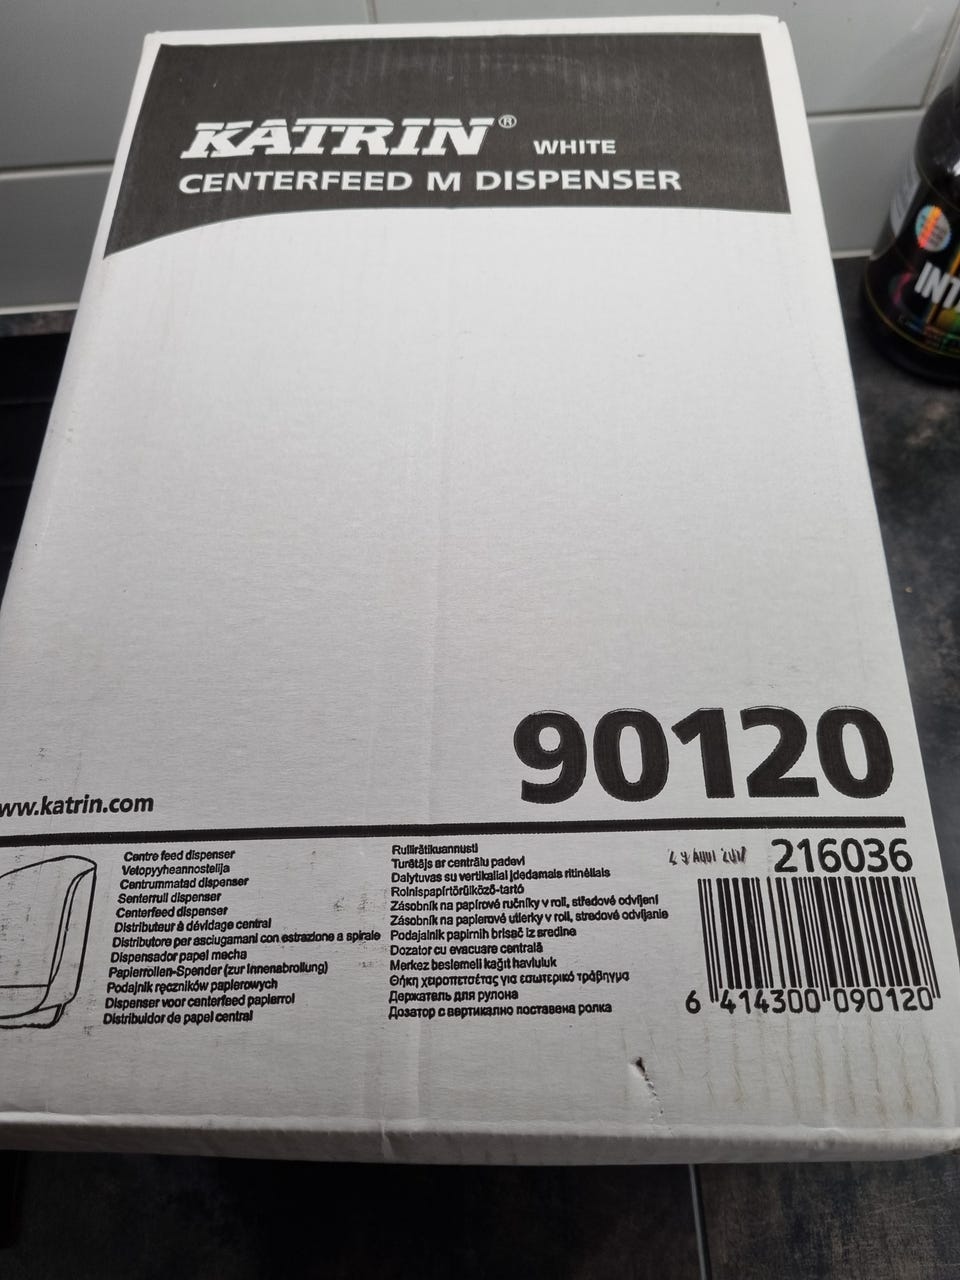 KATRIN® WHITE
CENTERFEED M DISPENSER
INT
90120
ww.katrin.com
Centre feed dispenser
Vetopyyheannostelija
Centrummatad dispenser
Senterrull dispenser
Centerfeed dispenser
Distributeur à dévidage central
Distributore per asciugamani con estrazione a spirale
Dispensador papel mecha
Papierrollen-Spender (zur Innenabrollung)
Podajnik ręczników papierowych
Dispenser voor centerfeed papierrol
Distribuidor de papel central
Rullirätikuannusti
Turētājs ar centrālu padevi
Dalytuvas su vertikaliai įdedamais ritinėliais
Rolnispapírtörülköző-tartó
Zásobník na papírové ručníky v roli, středové odvíjení
Zásobník na papierové utierky v roli, stredové odvíjanie
Podajalnik papirnih brisač iz sredine
Dozator cu evacuare centrală
Merkez beslemeli kağıt havluluk
Θήκη χειροπετσέτας για εσωτερικό τράβηγμα
Держатель для рулона
Дозатор с вертикално поставена ролка
216036
6 414300 090120